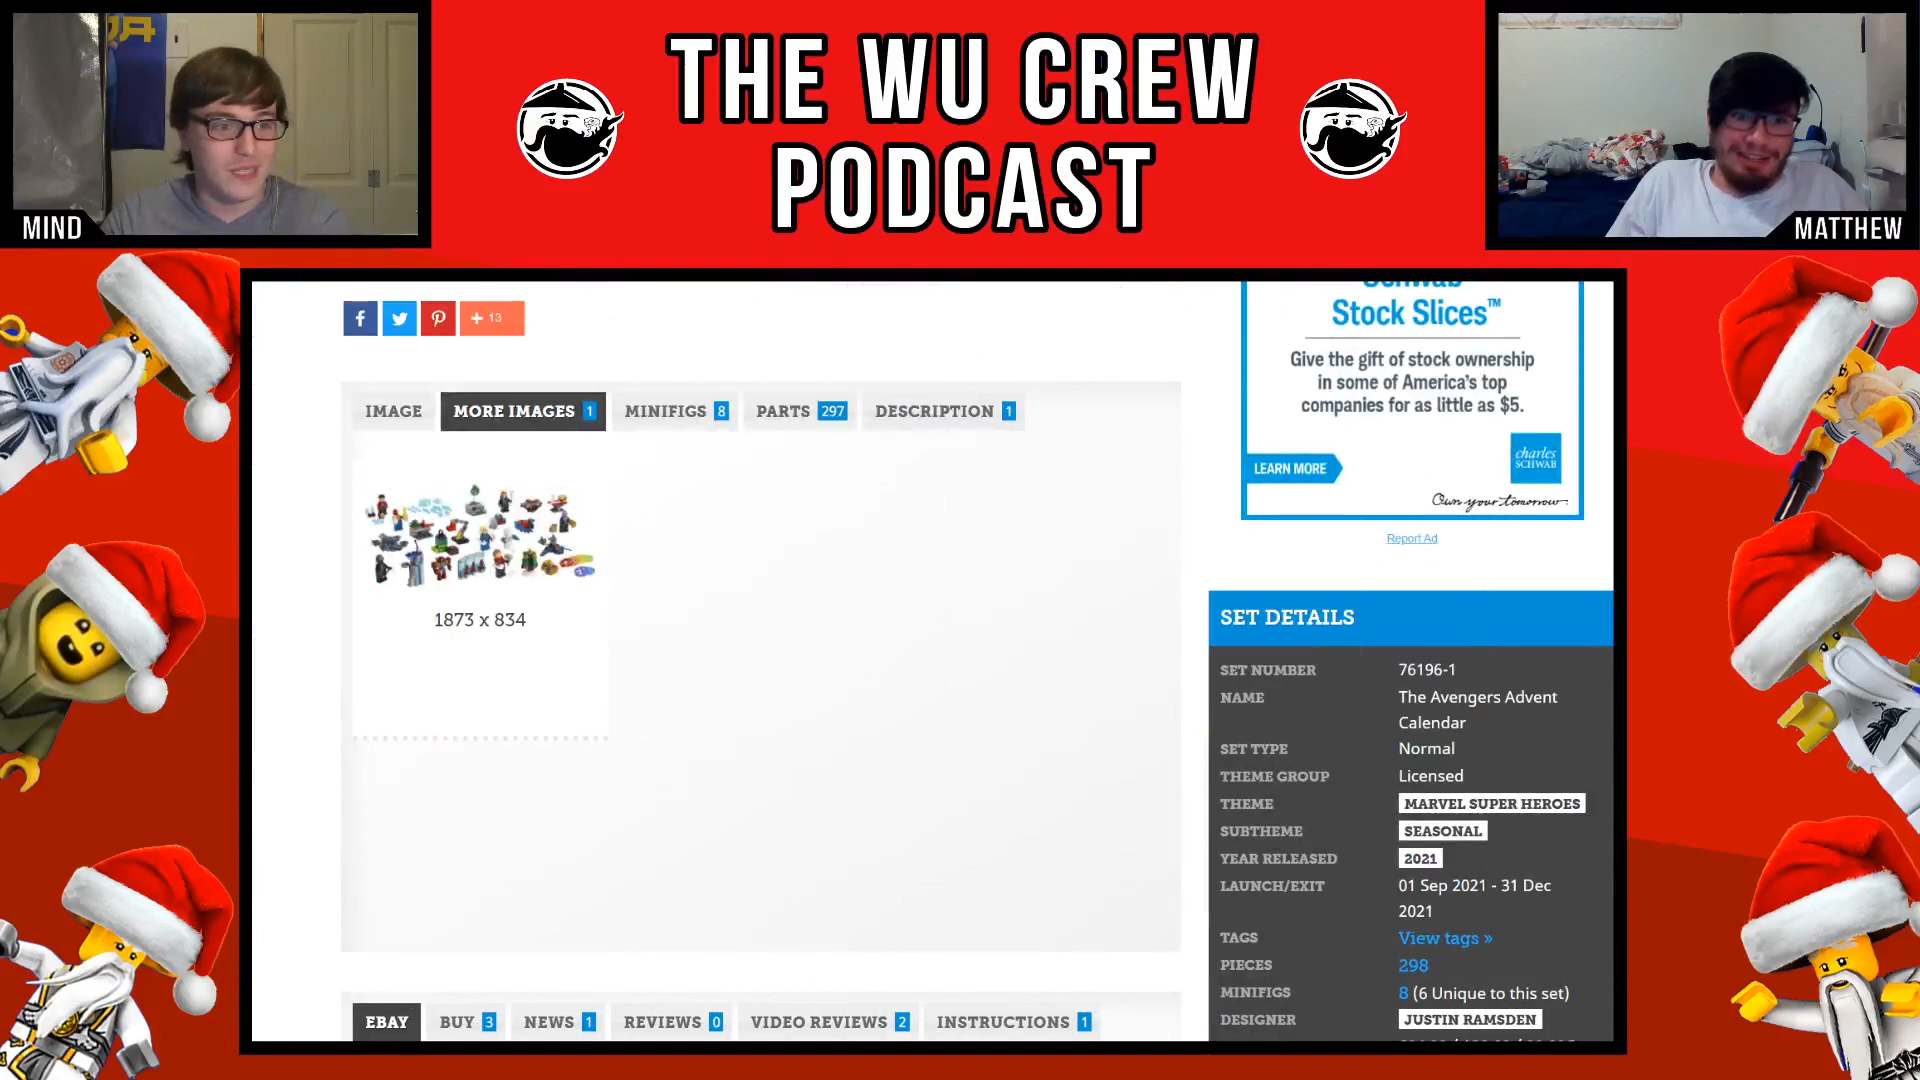 THE WU CREW
PODCAST
MIND
MATTHEW
+ 13
Stock Slices™
Give the gift of stock ownership
in some of America's top
companies for as little as $5.
LEARN MORE
charles
SCHWAB
Own your tomorrow
Report Ad
IMAGE
MORE IMAGES 1
MINIFIGS 8
PARTS 297
DESCRIPTION 1
1873 x 834
SET DETAILS
SET NUMBER 76196-1
NAME The Avengers Advent
Calendar
SET TYPE Normal
THEME GROUP Licensed
THEME MARVEL SUPER HEROES
SUBTHEME SEASONAL
YEAR RELEASED 2021
LAUNCH/EXIT 01 Sep 2021 - 31 Dec
2021
TAGS View tags »
PIECES 298
MINIFIGS 8 (6 Unique to this set)
DESIGNER JUSTIN RAMSDEN
EBAY
BUY 3
NEWS 1
REVIEWS 0
VIDEO REVIEWS 2
INSTRUCTIONS 1